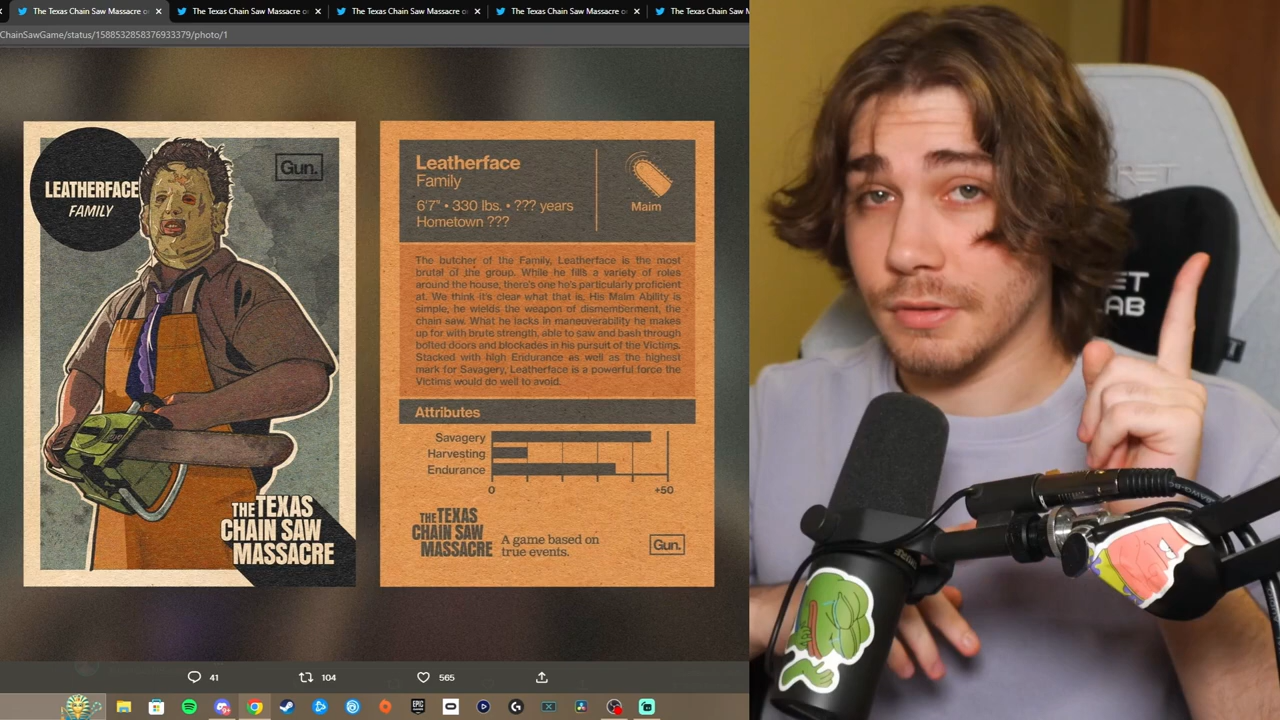 The Texas Chain Saw Massacre o
The Texas Chain Saw Massacre o
The Texas Chain Saw Massacre o
The Texas Chain Saw Massacre o
The Texas Chain Saw M
ChainSawGame/status/1588532858376933379/photo/1
LEATHERFACE
FAMILY
Gun.
THE TEXAS
CHAIN SAW
MASSACRE
Leatherface
Family
6'7" • 330 lbs. • ??? years
Hometown ???
Maim
The butcher of the Family, Leatherface is the most
brutal of the group. While he fills a variety of roles
around the house, there's one he's particularly proficient
at. We think it's clear what that is. His Maim Ability is
simple, he wields the weapon of dismemberment, the
chain saw. What he lacks in maneuverability he makes
up for with brute strength, able to saw and bash through
bolted doors and blockades in his pursuit of the Victims.
Stacked with high Endurance as well as the highest
mark for Savagery, Leatherface is a powerful force the
Victims would do well to avoid.
Attributes
Savagery
Harvesting
Endurance
0
+50
THE TEXAS
CHAIN SAW
MASSACRE
A game based on
true events.
Gun.
41
104
565
EPIC
LAB